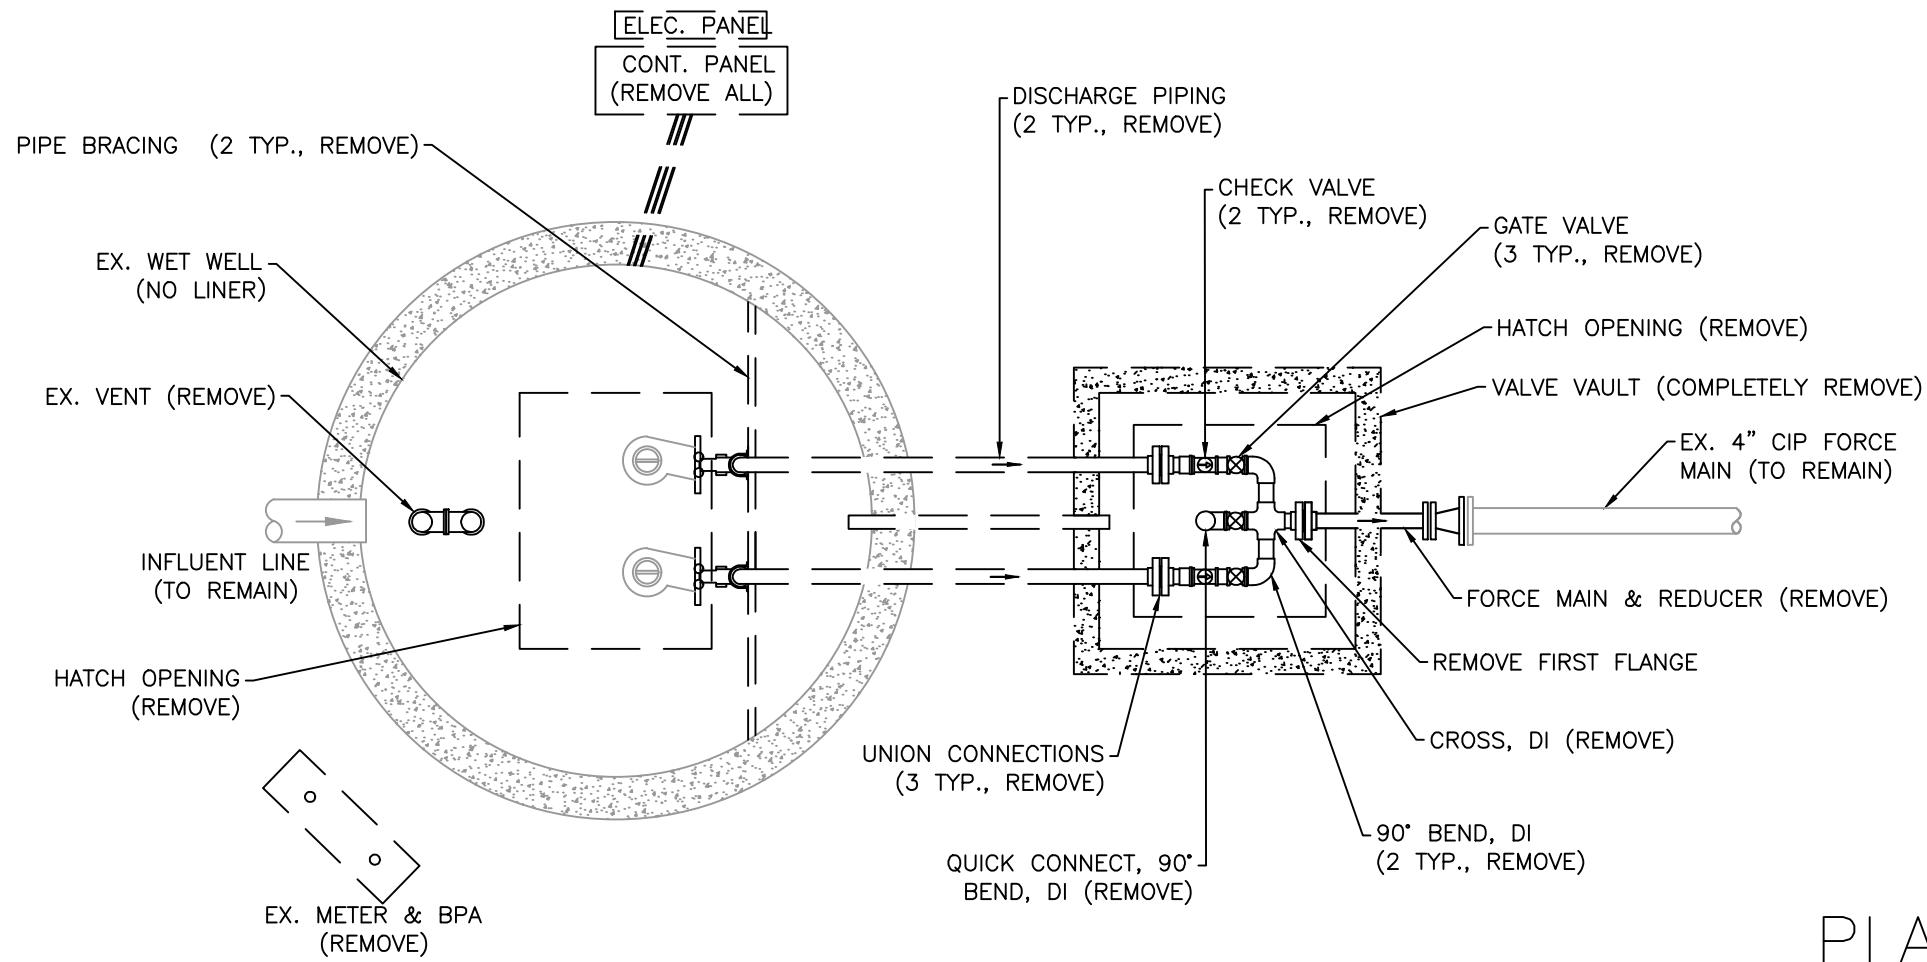 ELEC. PANEL
CONT. PANEL
(REMOVE ALL)
DISCHARGE PIPING
(2 TYP., REMOVE)
PIPE BRACING (2 TYP., REMOVE)
CHECK VALVE
(2 TYP., REMOVE)
GATE VALVE
(3 TYP., REMOVE)
EX. WET WELL
(NO LINER)
HATCH OPENING (REMOVE)
EX. VENT (REMOVE)
VALVE VAULT (COMPLETELY REMOVE)
EX. 4" CIP FORCE
MAIN (TO REMAIN)
INFLUENT LINE
(TO REMAIN)
FORCE MAIN & REDUCER (REMOVE)
HATCH OPENING
(REMOVE)
REMOVE FIRST FLANGE
UNION CONNECTIONS
(3 TYP., REMOVE)
CROSS, DI (REMOVE)
90° BEND, DI
(2 TYP., REMOVE)
QUICK CONNECT, 90°
BEND, DI (REMOVE)
EX. METER & BPA
(REMOVE)